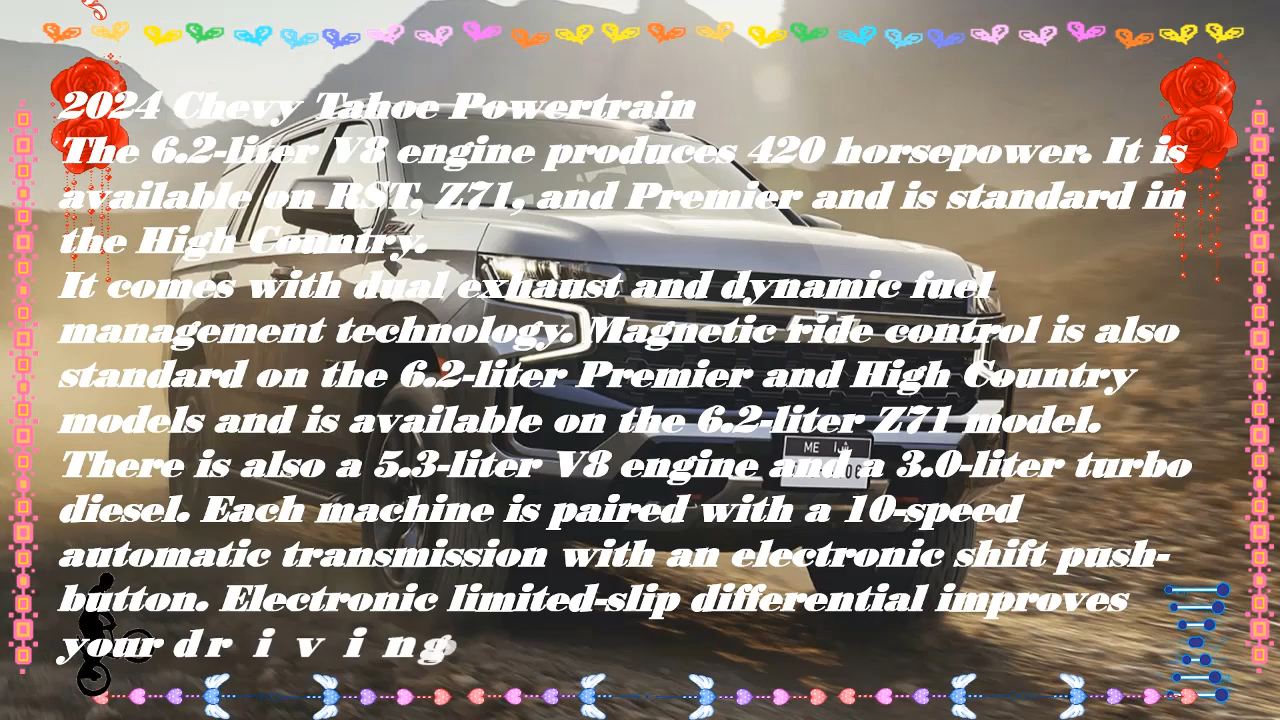 2024 Chevy Tahoe Powertrain
The 6.2-liter V8 engine produces 420 horsepower. It is
available on RST, Z71, and Premier and is standard in
the High Country.
It comes with dual exhaust and dynamic fuel
management technology. Magnetic ride control is also
standard on the 6.2-liter Premier and High Country
models and is available on the 6.2-liter Z71 model.
There is also a 5.3-liter V8 engine and a 3.0-liter turbo
diesel. Each machine is paired with a 10-speed
automatic transmission with an electronic shift push-
button. Electronic limited-slip differential improves
your driving
ME